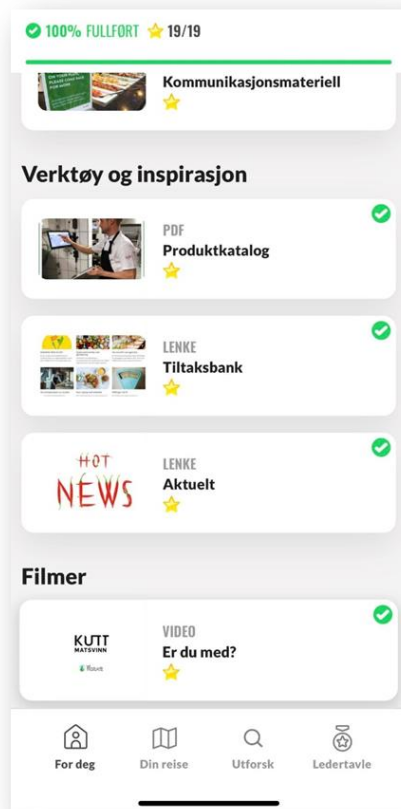 100% FULLFØRT 19/19
Kommunikasjonsmateriell
Verktøy og inspirasjon
PDF
Produktkatalog
LENKE
Tiltaksbank
HOT
NEWS
LENKE
Aktuelt
Filmer
KUTT
MATSVINN
VIDEO
Er du med?
For deg
Din reise
Utforsk
Ledertavle